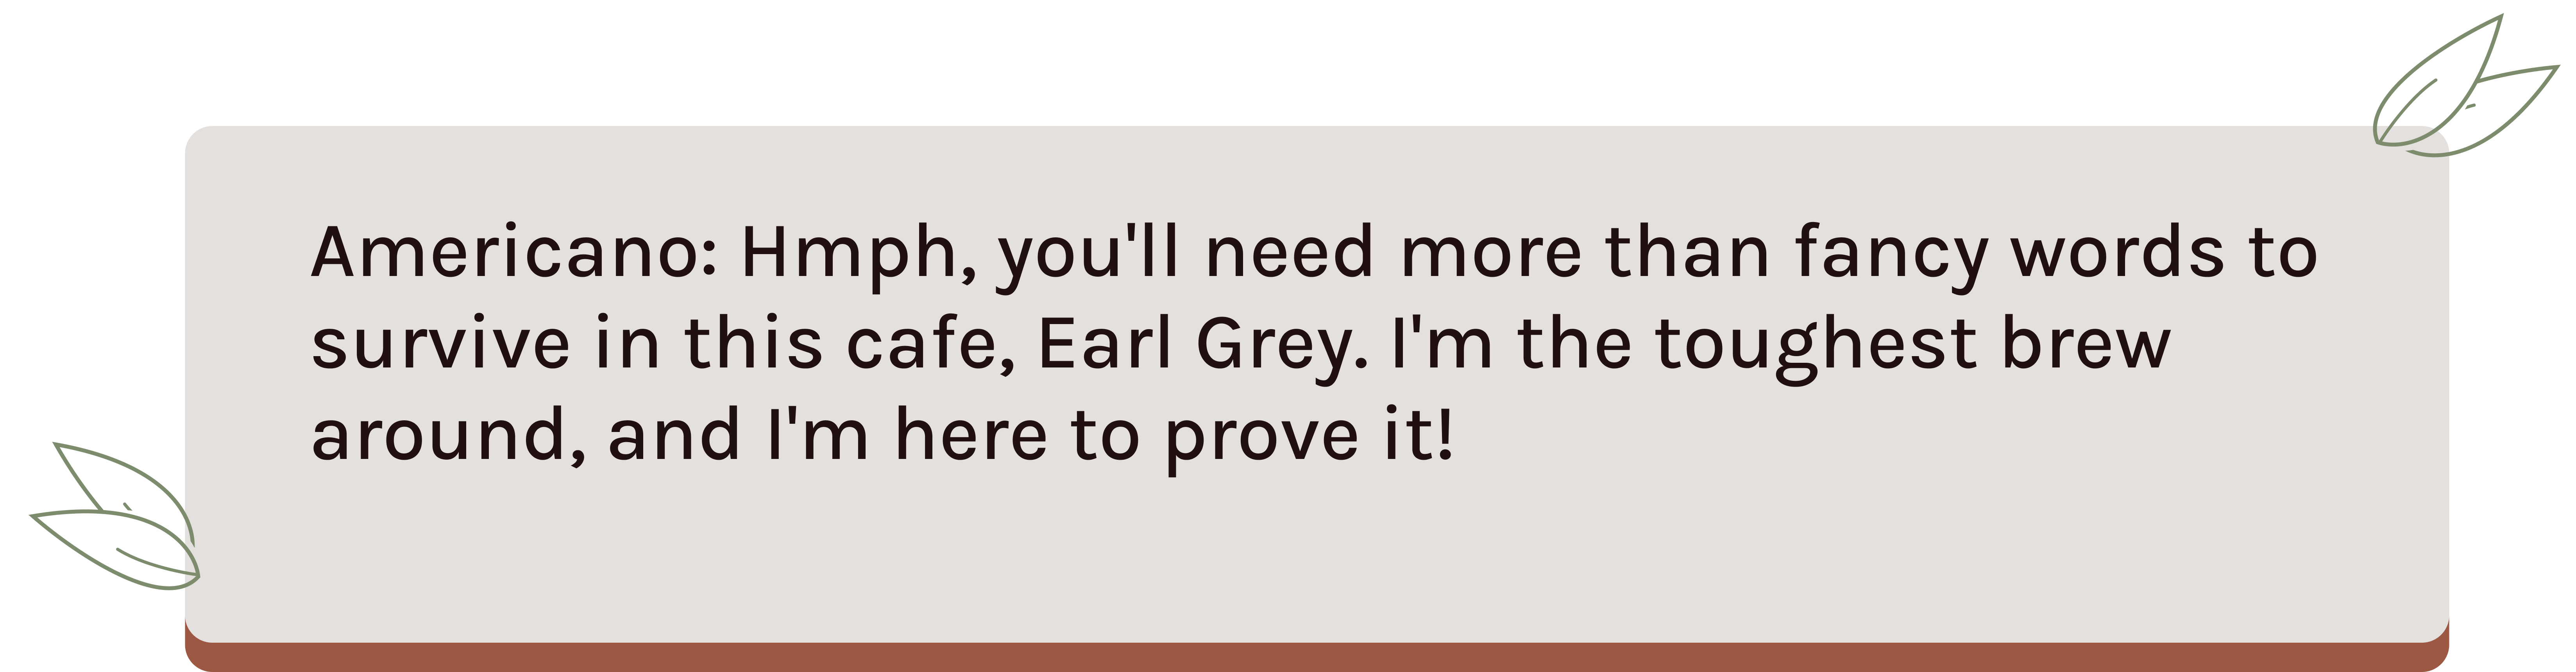 Americano: Hmph, you'll need more than fancy words to
survive in this cafe, Earl Grey. I'm the toughest brew
around, and I'm here to prove it!